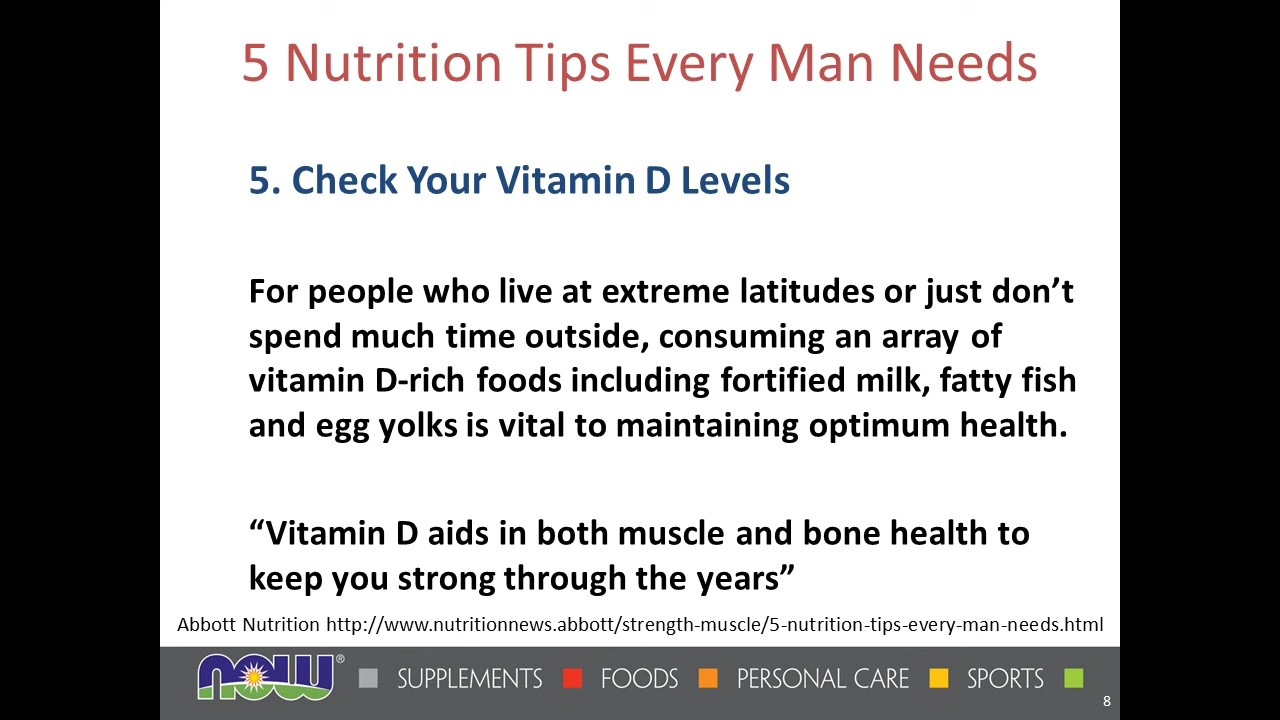 5 Nutrition Tips Every Man Needs
5. Check Your Vitamin D Levels
For people who live at extreme latitudes or just don’t
spend much time outside, consuming an array of
vitamin D-rich foods including fortified milk, fatty fish
and egg yolks is vital to maintaining optimum health.
“Vitamin D aids in both muscle and bone health to
keep you strong through the years”
Abbott Nutrition http://www.nutritionnews.abbott/strength-muscle/5-nutrition-tips-every-man-needs.html
now® SUPPLEMENTS FOODS PERSONAL CARE SPORTS
8